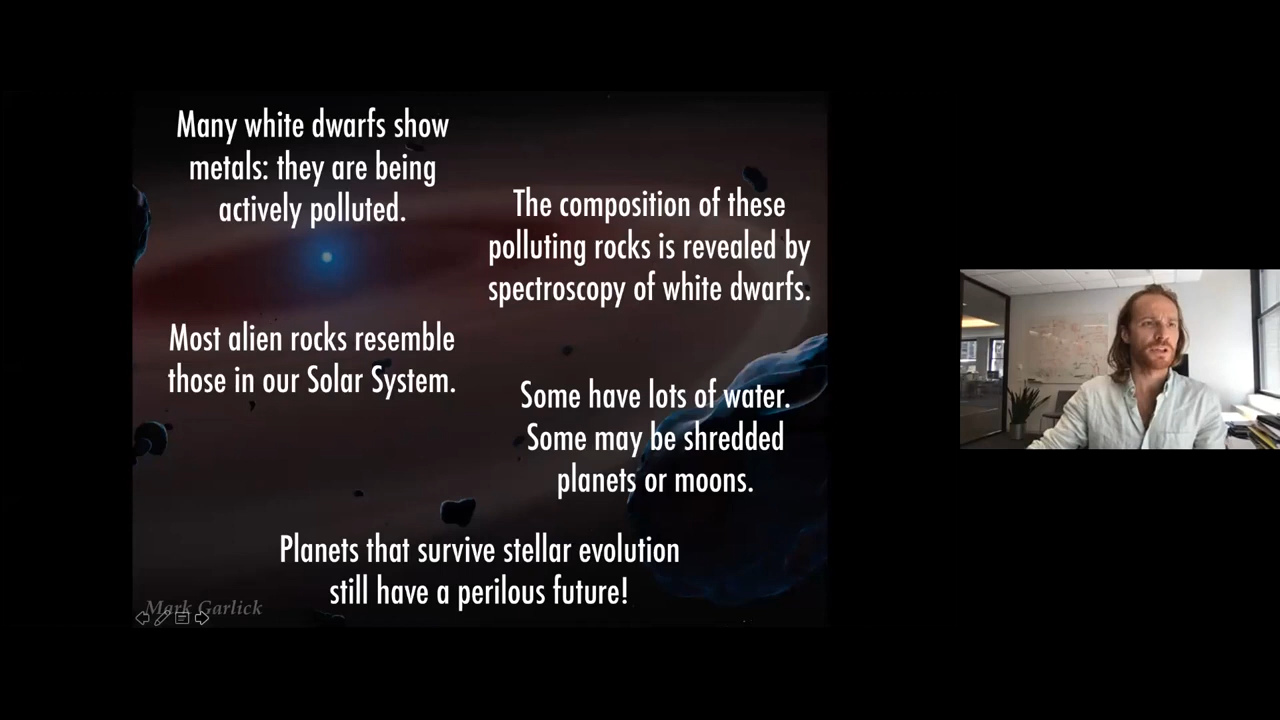 Many white dwarfs show
metals: they are being
actively polluted.
The composition of these
polluting rocks is revealed by
spectroscopy of white dwarfs.
Most alien rocks resemble
those in our Solar System.
Some have lots of water.
Some may be shredded
planets or moons.
Planets that survive stellar evolution
still have a perilous future!
Mark Garlick